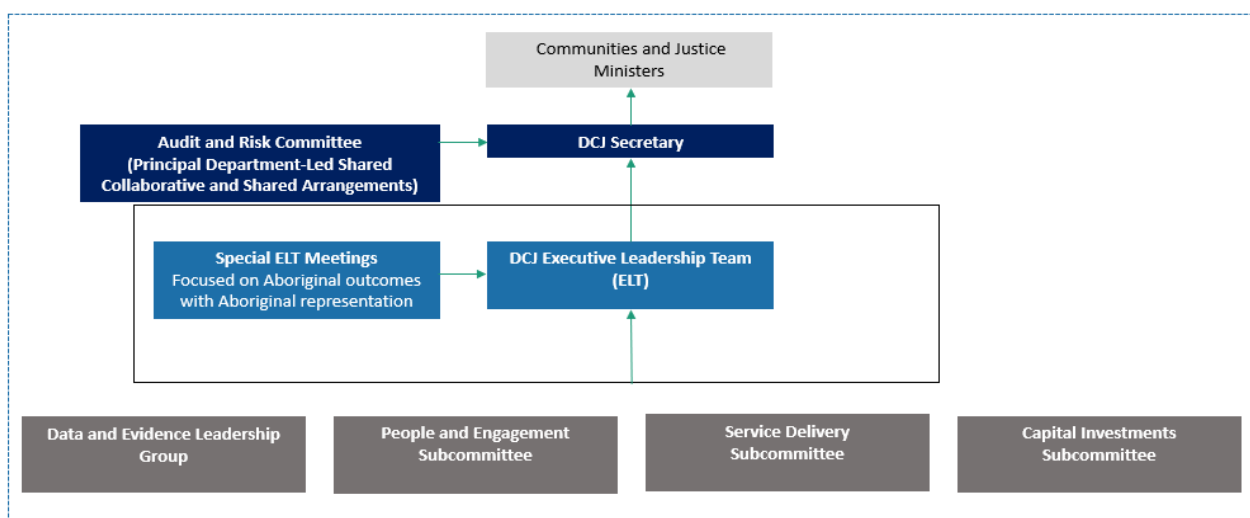 Communities and Justice
Ministers
Audit and Risk Committee
(Principal Department-Led Shared
Collaborative and Shared Arrangements)
DCJ Secretary
Special ELT Meetings
Focused on Aboriginal outcomes
with Aboriginal representation
DCJ Executive Leadership Team
(ELT)
Data and Evidence Leadership
Group
People and Engagement
Subcommittee
Service Delivery
Subcommittee
Capital Investments
Subcommittee